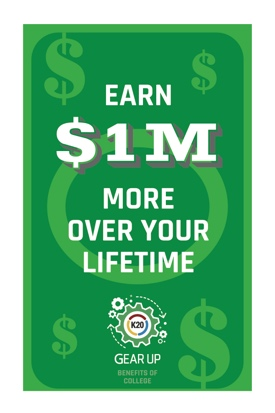 EARN
$1M
MORE
OVER YOUR
LIFETIME
K20
GEAR UP
BENEFITS OF
COLLEGE